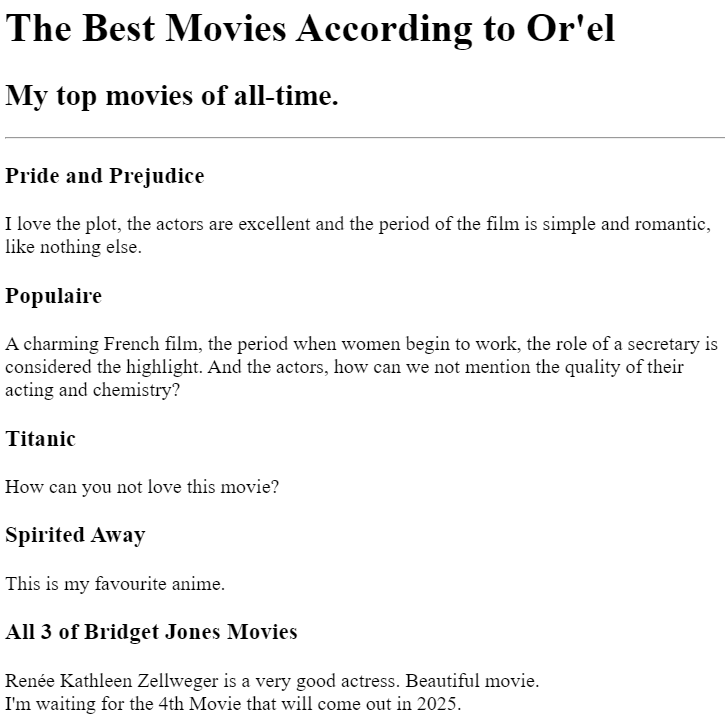 The Best Movies According to Or'el
My top movies of all-time.
Pride and Prejudice
I love the plot, the actors are excellent and the period of the film is simple and romantic,
like nothing else.
Populaire
A charming French film, the period when women begin to work, the role of a secretary is
considered the highlight. And the actors, how can we not mention the quality of their
acting and chemistry?
Titanic
How can you not love this movie?
Spirited Away
This is my favourite anime.
All 3 of Bridget Jones Movies
Renée Kathleen Zellweger is a very good actress. Beautiful movie.
I'm waiting for the 4th Movie that will come out in 2025.